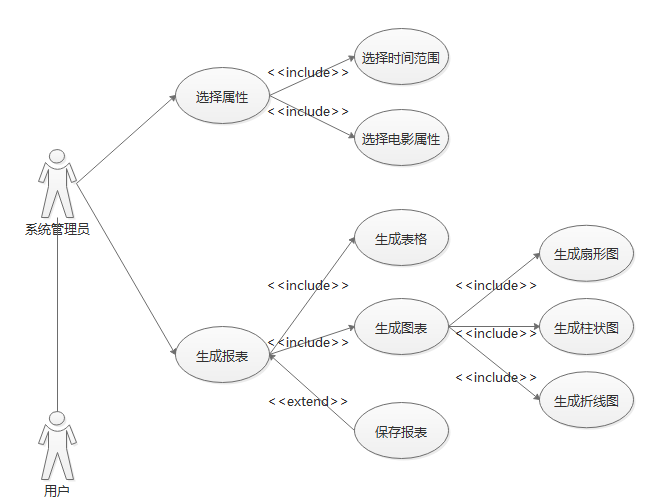 选择时间范围
<<include>>
选择属性
<<include>>
选择电影属性
系统管理员
生成表格
生成扇形图
<<include>>
<<include>>
生成图表
生成柱状图
<<include>>
<<include>>
生成报表
<<include>>
<<extend>>
生成折线图
保存报表
用户